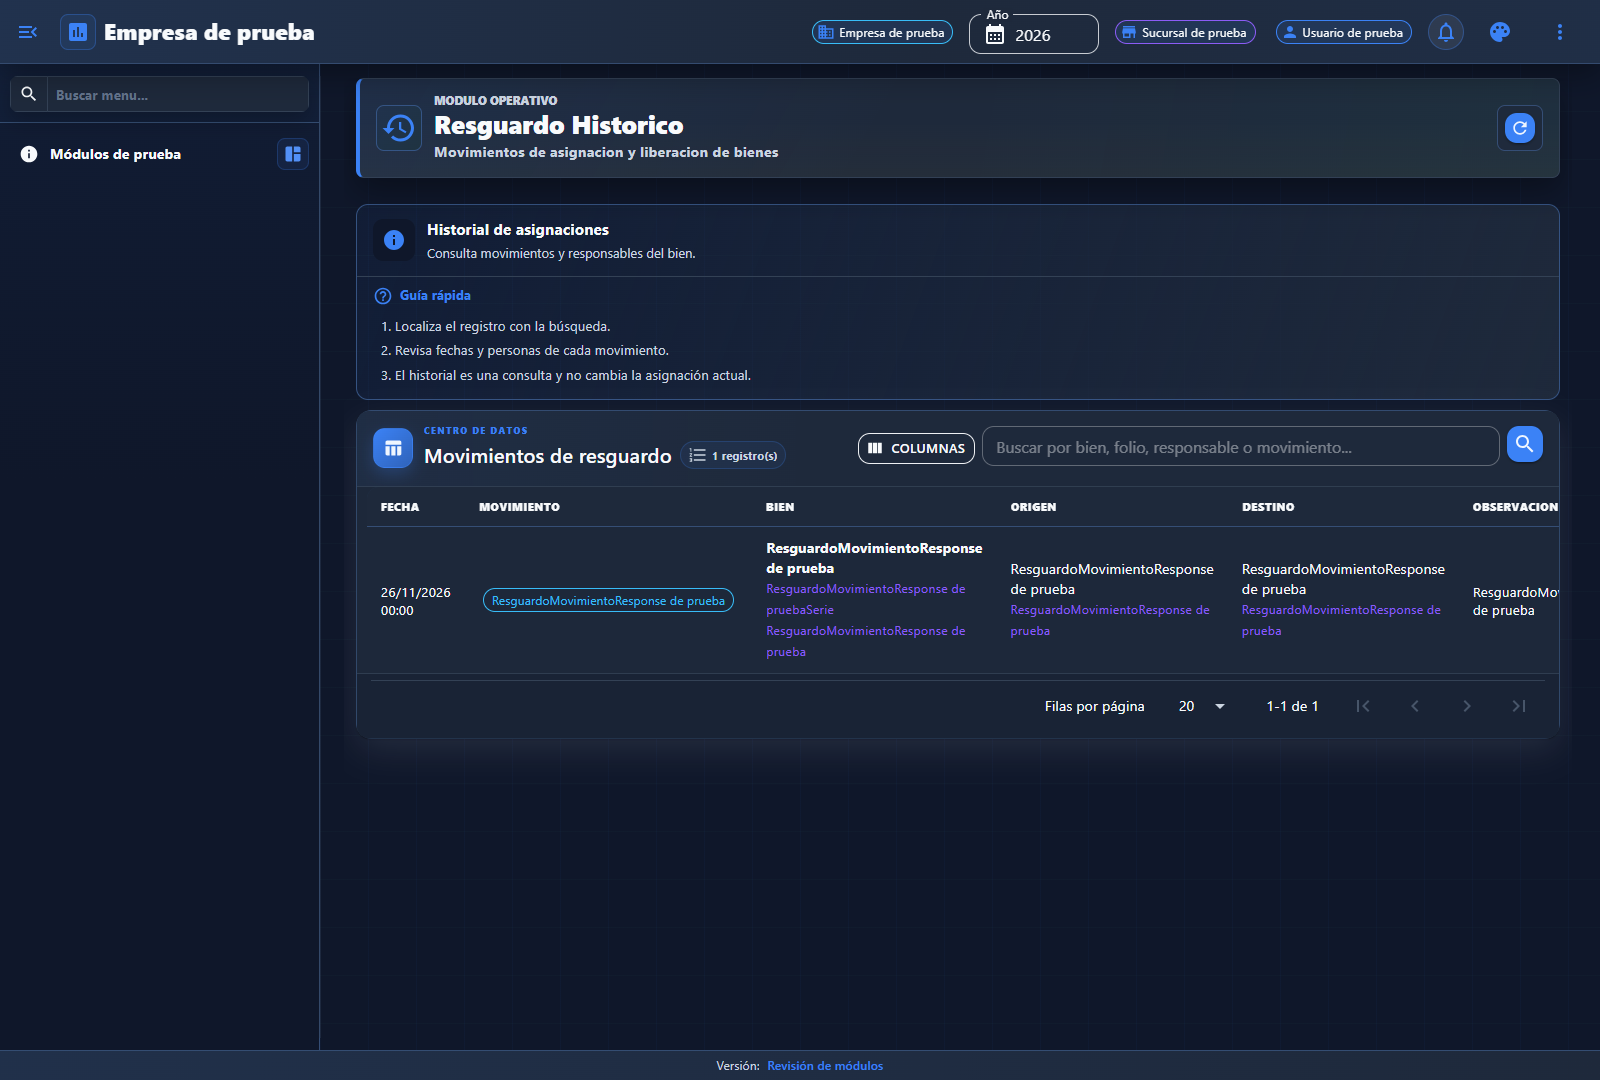 Empresa de prueba
Empresa de prueba
Año
2026
Sucursal de prueba
Usuario de prueba
Buscar menu...
Módulos de prueba
MODULO OPERATIVO
Resguardo Historico
Movimientos de asignacion y liberacion de bienes
Historial de asignaciones
Consulta movimientos y responsables del bien.
Guía rápida
1. Localiza el registro con la búsqueda.
2. Revisa fechas y personas de cada movimiento.
3. El historial es una consulta y no cambia la asignación actual.
CENTRO DE DATOS
Movimientos de resguardo
1 registro(s)
COLUMNAS
Buscar por bien, folio, responsable o movimiento...
FECHA MOVIMIENTO BIEN ORIGEN DESTINO OBSERVACION
26/11/2026
00:00
ResguardoMovimientoResponse de prueba
ResguardoMovimientoResponse
de prueba
ResguardoMovimientoResponse de
pruebaSerie
ResguardoMovimientoResponse de
prueba
ResguardoMovimientoResponse
de prueba
ResguardoMovimientoResponse de
prueba
ResguardoMovimientoResponse
de prueba
ResguardoMovimientoResponse de
prueba
ResguardoMo
de prueba
Filas por página 20 1-1 de 1
Versión: Revisión de módulos